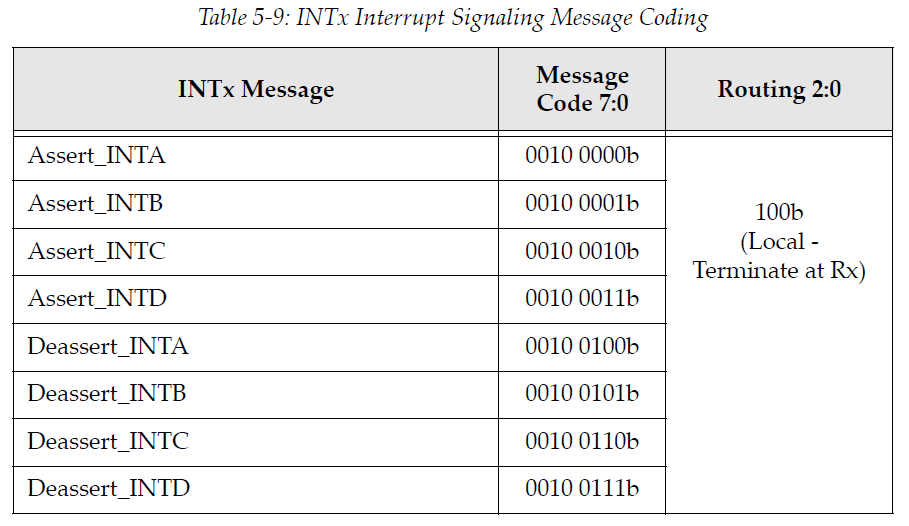 Table 5-9: INTx Interrupt Signaling Message Coding
INTx Message
Message
Code 7:0
Routing 2:0
Assert_INTA
0010 0000b
100b
(Local -
Terminate at Rx)
Assert_INTB
0010 0001b
Assert_INTC
0010 0010b
Assert_INTD
0010 0011b
Deassert_INTA
0010 0100b
Deassert_INTB
0010 0101b
Deassert_INTC
0010 0110b
Deassert_INTD
0010 0111b